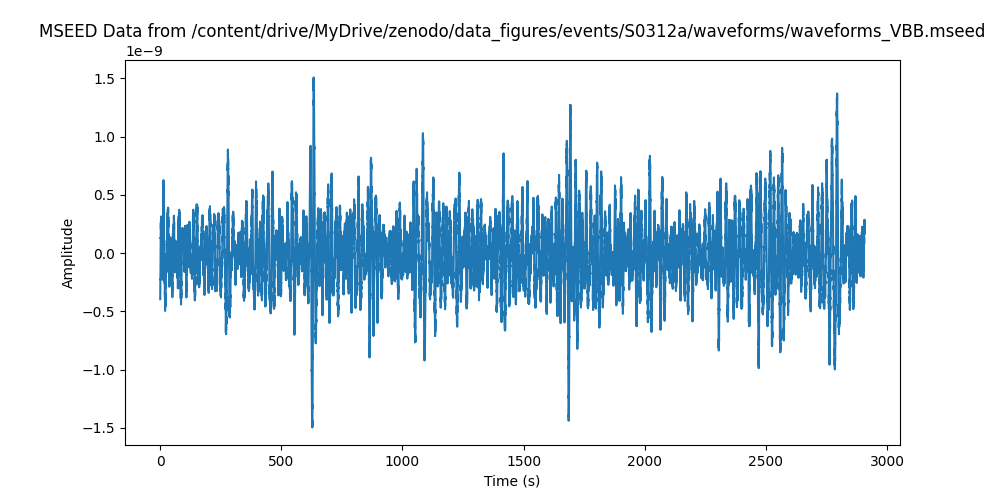 MSEED Data from /content/drive/MyDrive/zenodo/data_figures/events/S0312a/waveforms/waveforms_VBB.mseed
1e−9
1.5
1.0
0.5
0.0
−0.5
−1.0
−1.5
Amplitude
0 500 1000 1500 2000 2500 3000
Time (s)